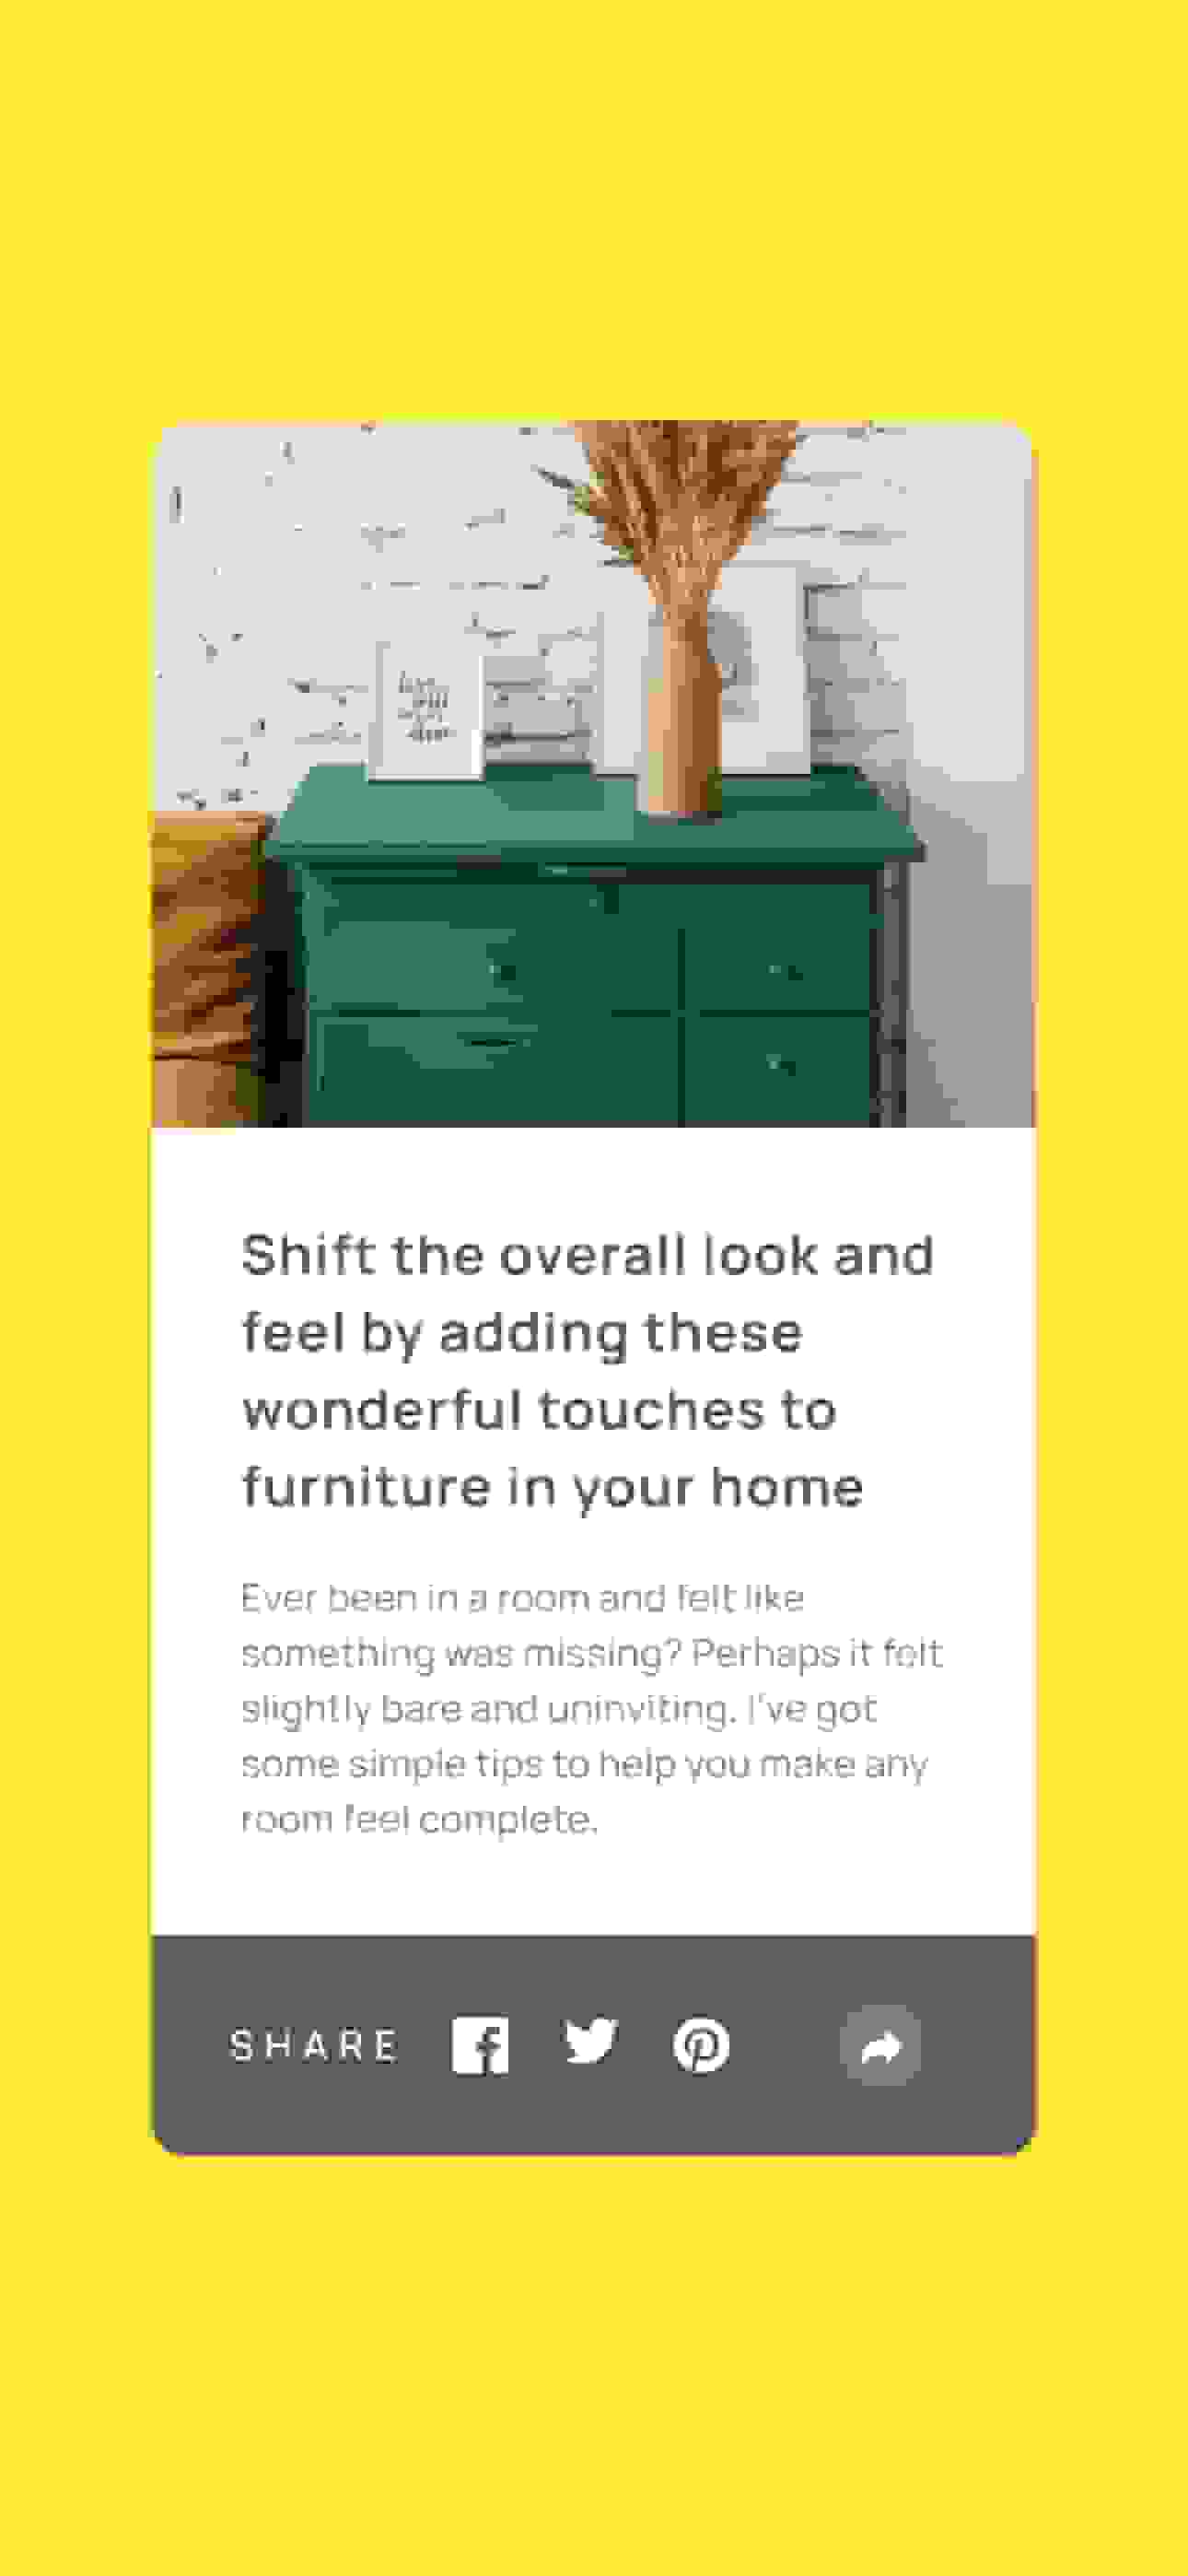 Shift the overall look and
feel by adding these
wonderful touches to
furniture in your home
Ever been in a room and felt like
something was missing? Perhaps it felt
slightly bare and uninviting. I've got
some simple tips to help you make any
room feel complete.
SHARE